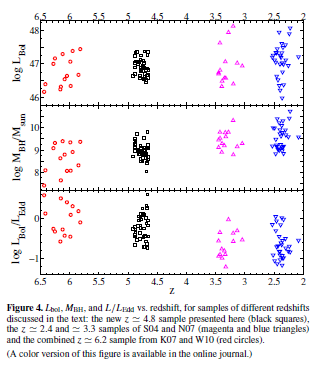 6.5 6 5.5 5 4.5 4 3.5 3 2.5 2
48
log L_Bol 47
46
10
log M_BH/M_sun 9
8
0
log L_Bol/L_Edd
−1
6.5 6 5.5 5 4.5 4 3.5 3 2.5 2
z
Figure 4. L_bol, M_BH, and L/L_Edd vs. redshift, for samples of different redshifts
discussed in the text: the new z ≃ 4.8 sample presented here (black squares),
the z ≃ 2.4 and ≃ 3.3 samples of S04 and N07 (magenta and blue triangles)
and the combined z ≃ 6.2 sample from K07 and W10 (red circles).
(A color version of this figure is available in the online journal.)